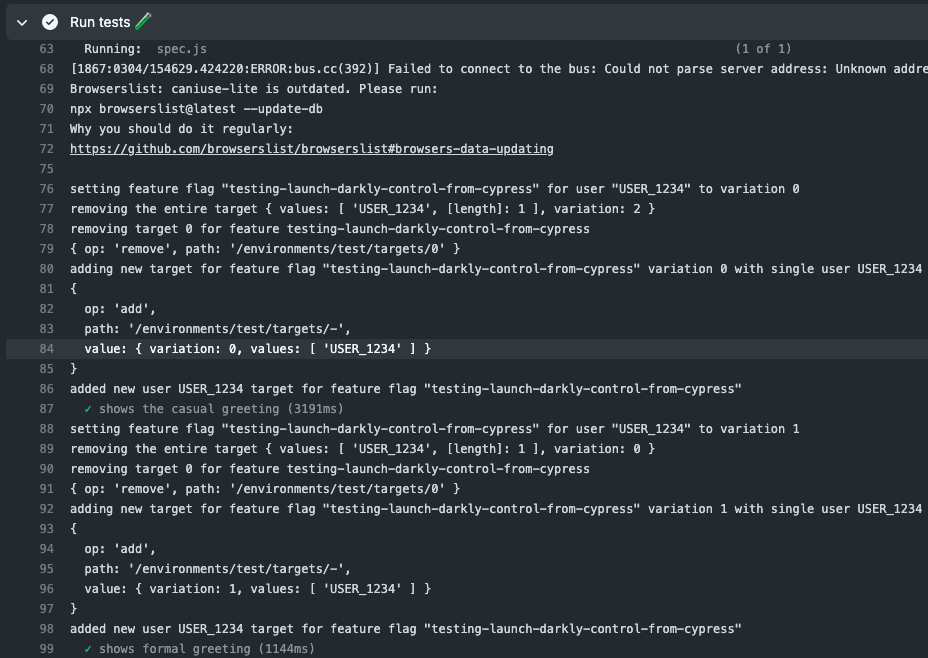 Run tests
63 Running: spec.js (1 of 1)
68 [1867:0304/154629.424220:ERROR:bus.cc(392)] Failed to connect to the bus: Could not parse server address: Unknown addre
69 Browserslist: caniuse-lite is outdated. Please run:
70 npx browserslist@latest --update-db
71 Why you should do it regularly:
72 https://github.com/browserslist/browserslist#browsers-data-updating
75
76 setting feature flag "testing-launch-darkly-control-from-cypress" for user "USER_1234" to variation 0
77 removing the entire target { values: [ 'USER_1234', [length]: 1 ], variation: 2 }
78 removing target 0 for feature testing-launch-darkly-control-from-cypress
79 { op: 'remove', path: '/environments/test/targets/0' }
80 adding new target for feature flag "testing-launch-darkly-control-from-cypress" variation 0 with single user USER_1234
81 {
82 op: 'add',
83 path: '/environments/test/targets/-',
84 value: { variation: 0, values: [ 'USER_1234' ] }
85 }
86 added new user USER_1234 target for feature flag "testing-launch-darkly-control-from-cypress"
87 ✓ shows the casual greeting (3191ms)
88 setting feature flag "testing-launch-darkly-control-from-cypress" for user "USER_1234" to variation 1
89 removing the entire target { values: [ 'USER_1234', [length]: 1 ], variation: 0 }
90 removing target 0 for feature testing-launch-darkly-control-from-cypress
91 { op: 'remove', path: '/environments/test/targets/0' }
92 adding new target for feature flag "testing-launch-darkly-control-from-cypress" variation 1 with single user USER_1234
93 {
94 op: 'add',
95 path: '/environments/test/targets/-',
96 value: { variation: 1, values: [ 'USER_1234' ] }
97 }
98 added new user USER_1234 target for feature flag "testing-launch-darkly-control-from-cypress"
99 ✓ shows formal greeting (1144ms)